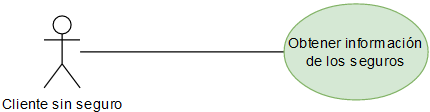 Obtener información
de los seguros
Cliente sin seguro